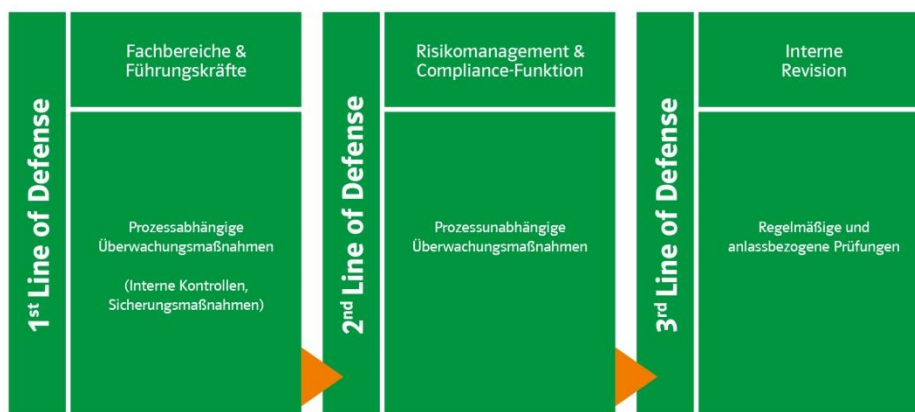 1st Line of Defense
Fachbereiche &
Führungskräfte
Prozessabhängige
Überwachungsmaßnahmen
(Interne Kontrollen,
Sicherungsmaßnahmen)
2nd Line of Defense
Risikomanagement &
Compliance-Funktion
Prozessunabhängige
Überwachungsmaßnahmen
3rd Line of Defense
Interne
Revision
Regelmäßige und
anlassbezogene Prüfungen